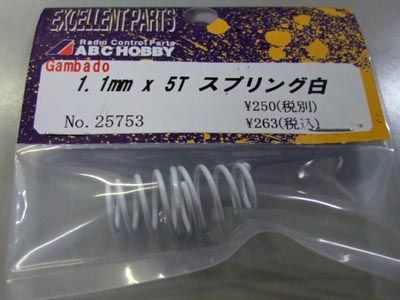 EXCELLENT PARTS
Radio Control Parts
ABC HOBBY
Gambado
1.1mm x 5T スプリング白
¥250(税別)
No.25753
¥263(税込)